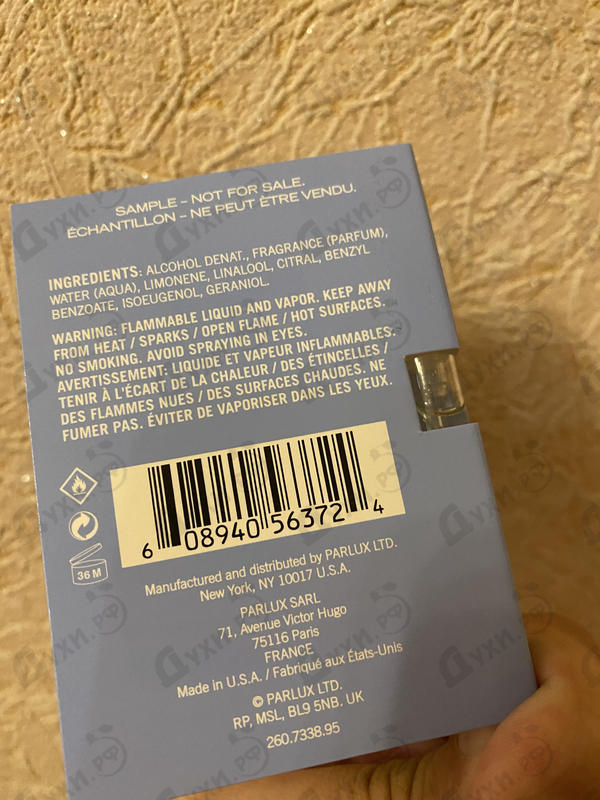 SAMPLE - NOT FOR SALE.
ÉCHANTILLON - NE PEUT ÊTRE VENDU.
INGREDIENTS: ALCOHOL DENAT., FRAGRANCE (PARFUM),
WATER (AQUA), LIMONENE, LINALOOL, CITRAL, BENZYL
BENZOATE, ISOEUGENOL, GERANIOL.
WARNING: FLAMMABLE LIQUID AND VAPOR. KEEP AWAY
FROM HEAT / SPARKS / OPEN FLAME / HOT SURFACES.
NO SMOKING. AVOID SPRAYING IN EYES.
AVERTISSEMENT: LIQUIDE ET VAPEUR INFLAMMABLES.
TENIR À L'ÉCART DE LA CHALEUR / DES ÉTINCELLES /
DES FLAMMES NUES / DES SURFACES CHAUDES. NE
FUMER PAS. ÉVITER DE VAPORISER DANS LES YEUX.
6 08940 56372 4
36 M
Manufactured and distributed by PARLUX LTD.
New York, NY 10017 U.S.A.
PARLUX SARL
71, Avenue Victor Hugo
75116 Paris
FRANCE
Made in U.S.A. / Fabriqué aux États-Unis
© PARLUX LTD.
RP, MSL, BL9 5NB. UK
260.7338.95
духи.рф